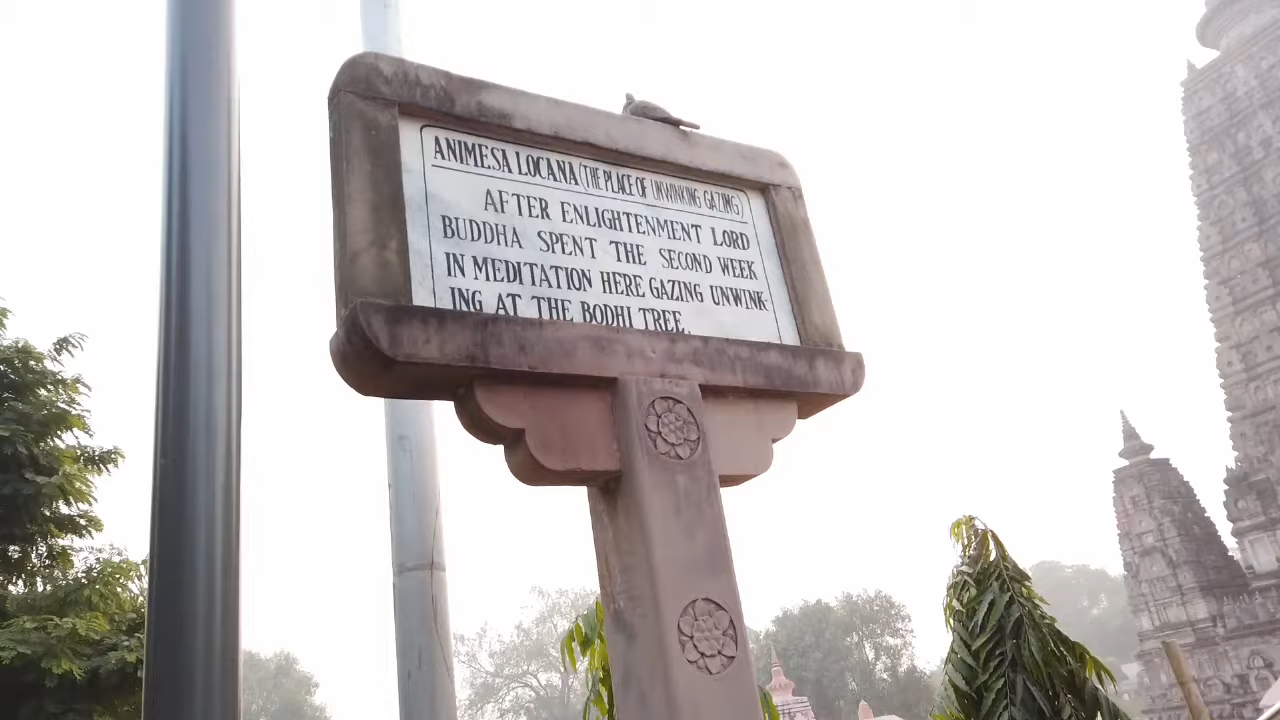 ANIMESA LOCANA (THE PLACE OF UNWINKING GAZING)
AFTER ENLIGHTENMENT LORD
BUDDHA SPENT THE SECOND WEEK
IN MEDITATION HERE GAZING UNWINK-
ING AT THE BODHI TREE.